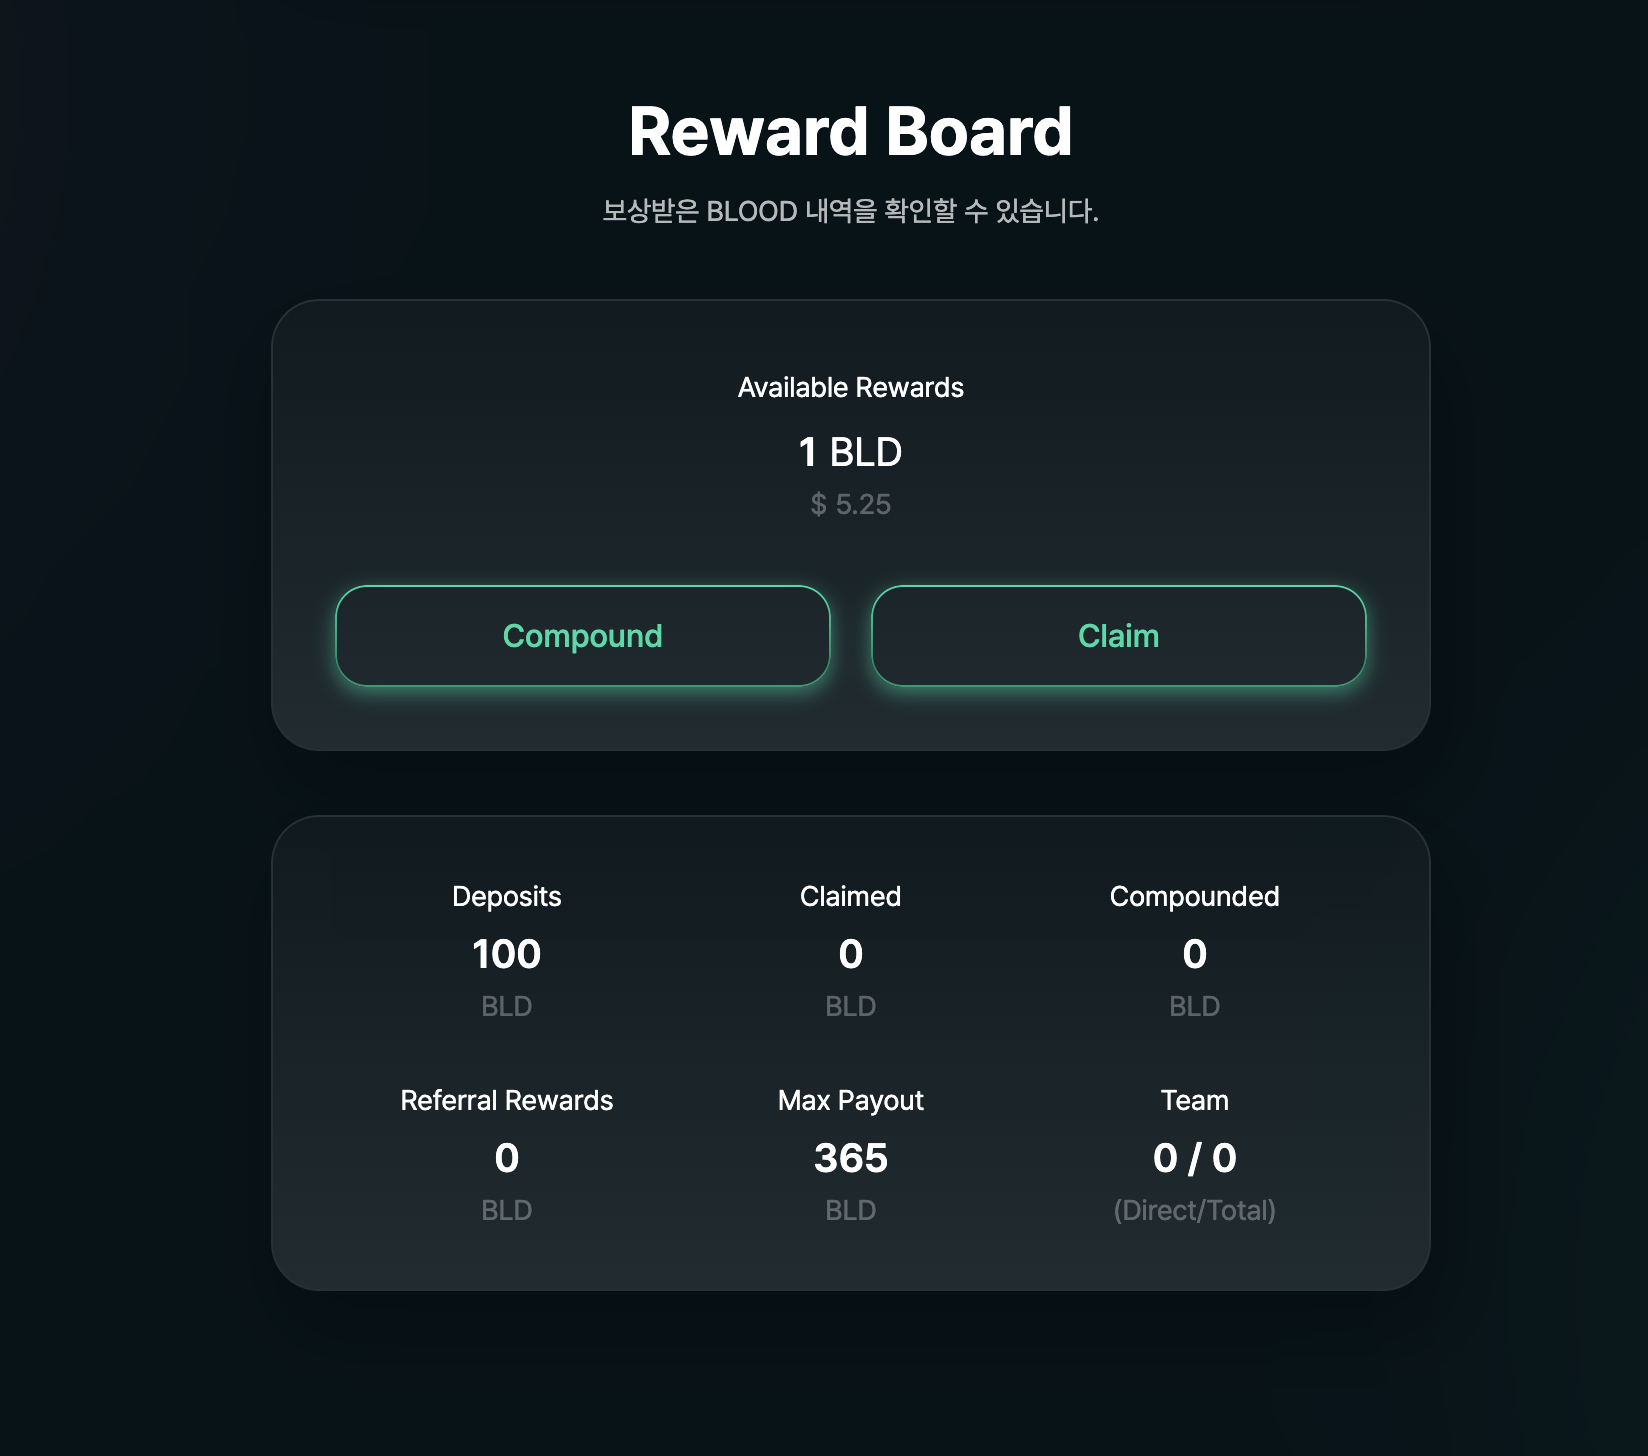 Reward Board
보상받은 BLOOD 내역을 확인할 수 있습니다.
Available Rewards
1 BLD
$ 5.25
Compound
Claim
Deposits
100
BLD
Claimed
0
BLD
Compounded
0
BLD
Referral Rewards
0
BLD
Max Payout
365
BLD
Team
0 / 0
(Direct/Total)